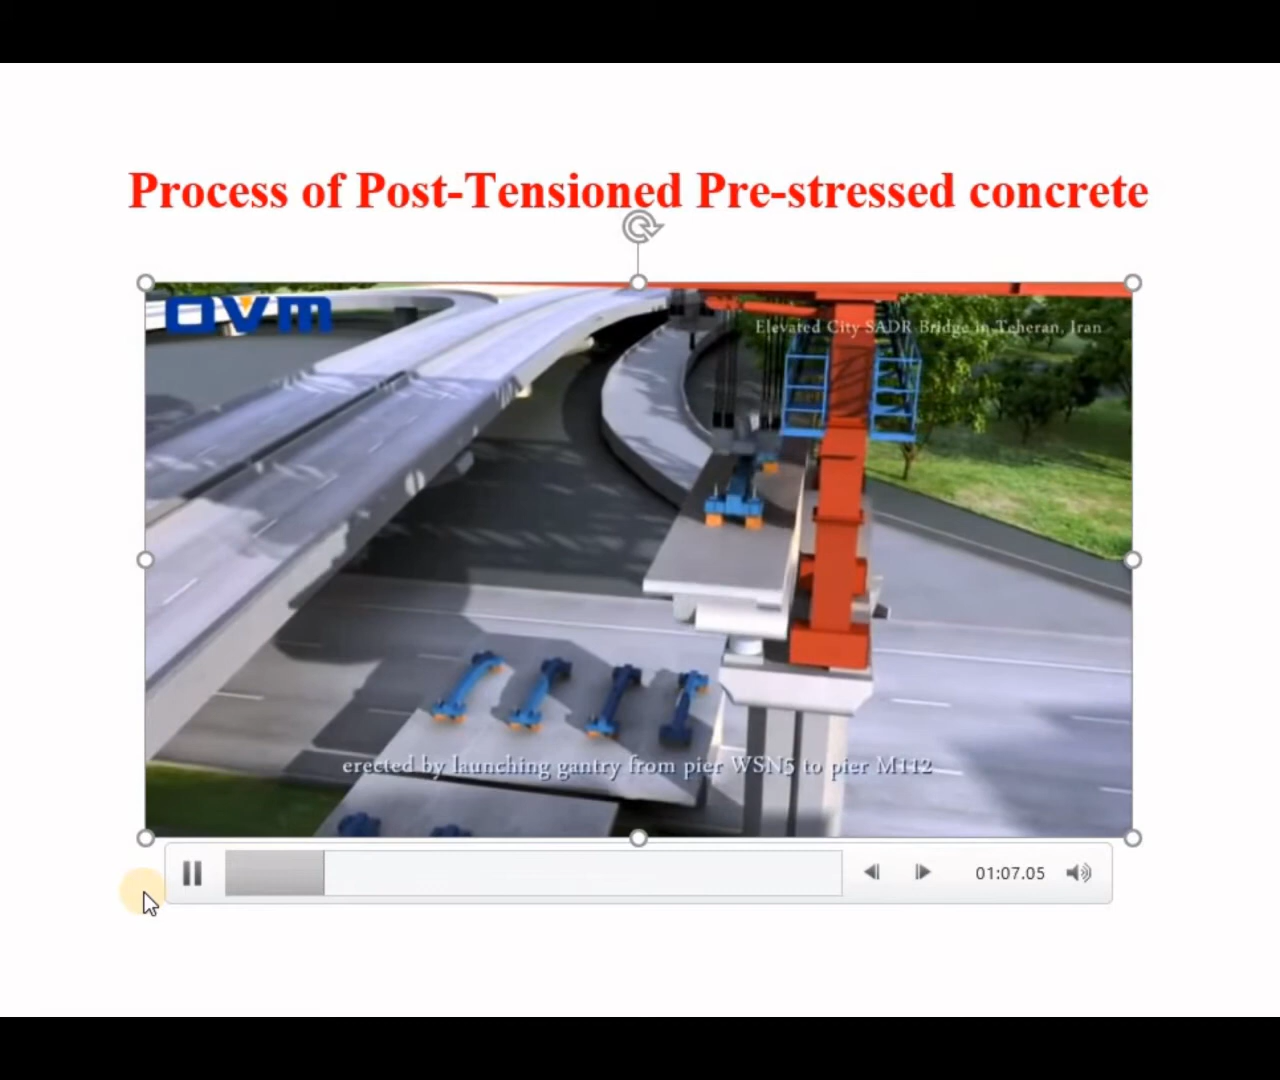 Process of Post-Tensioned Pre-stressed concrete
OVM
Elevated City SADR Bridge in Teheran, Iran
erected by launching gantry from pier WSN5 to pier M112
01:07.05